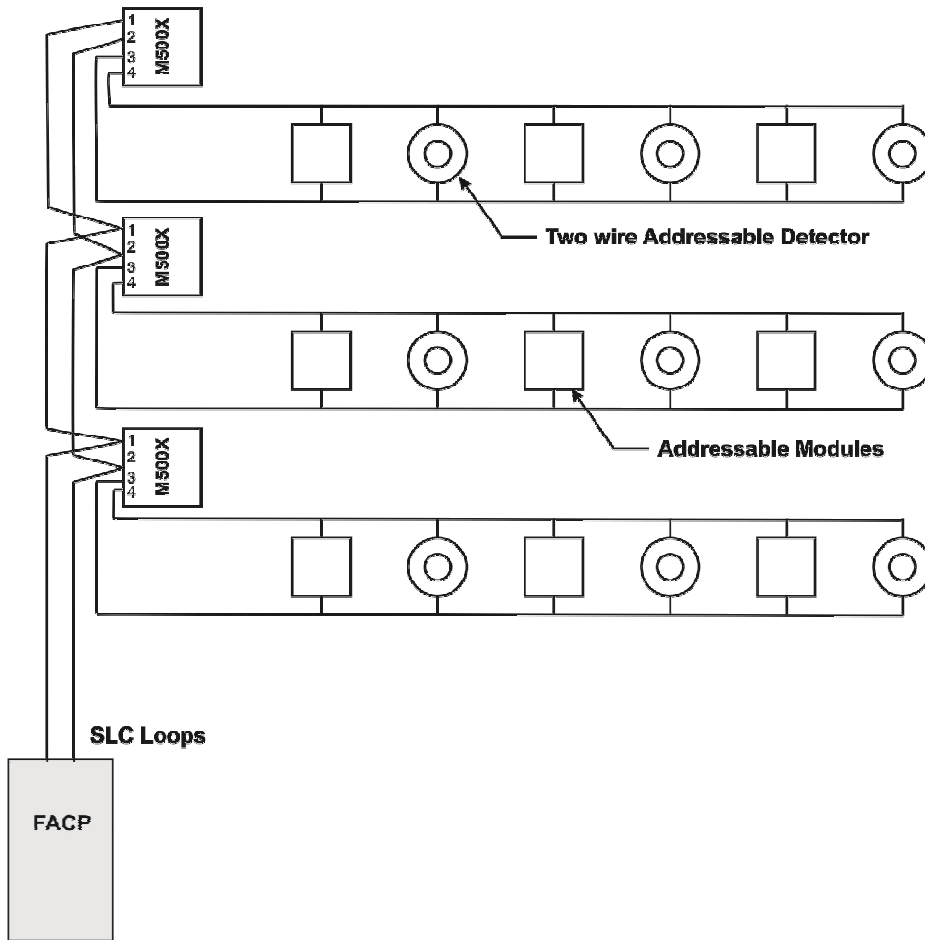 1
2
3
4
M500X
Two wire Addressable Detector
1
2
3
4
M500X
Addressable Modules
1
2
3
4
M500X
SLC Loops
FACP